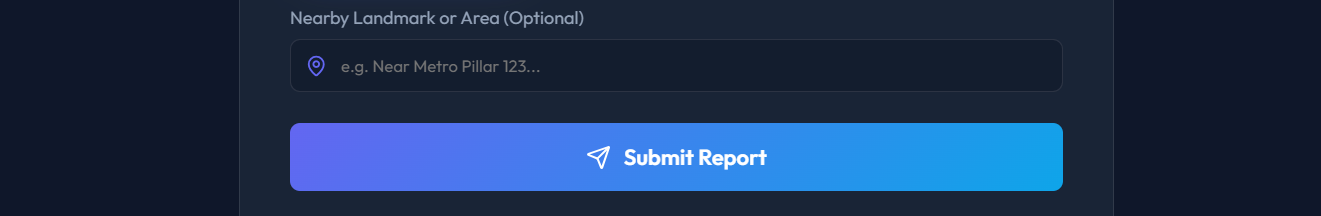 Nearby Landmark or Area (Optional)
e.g. Near Metro Pillar 123...
Submit Report